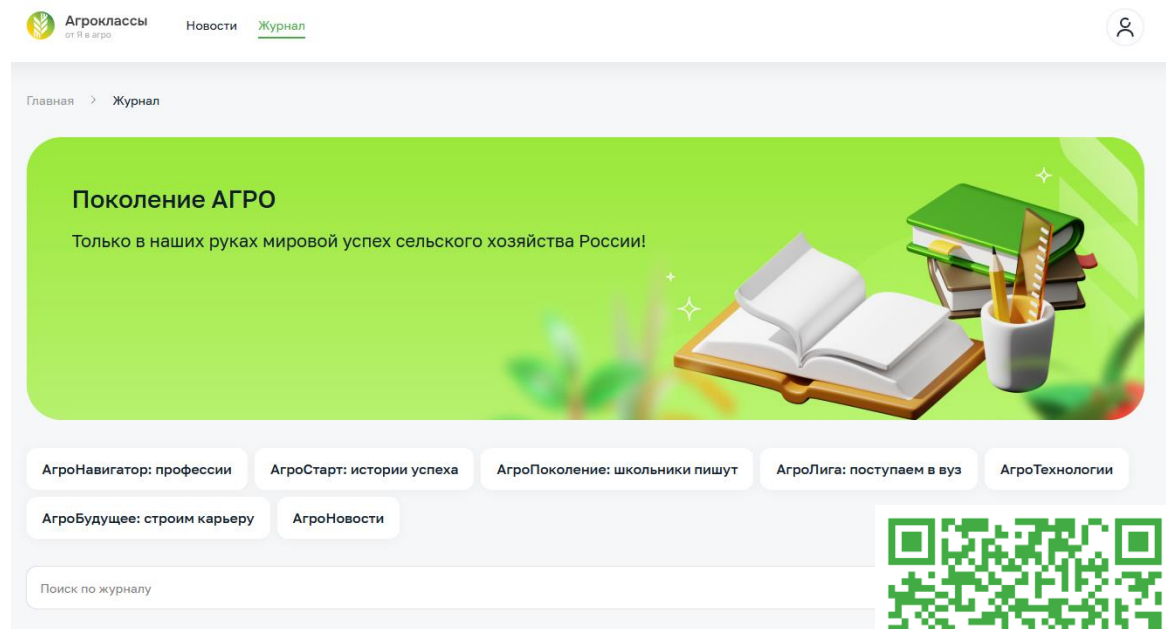 Агроклассы
от Я в агро
Новости
Журнал
Главная > Журнал
Поколение АГРО
Только в наших руках мировой успех сельского хозяйства России!
АгроНавигатор: профессии
АгроСтарт: истории успеха
АгроПоколение: школьники пишут
АгроЛига: поступаем в вуз
АгроТехнологии
АгроБудущее: строим карьеру
АгроНовости
Поиск по журналу